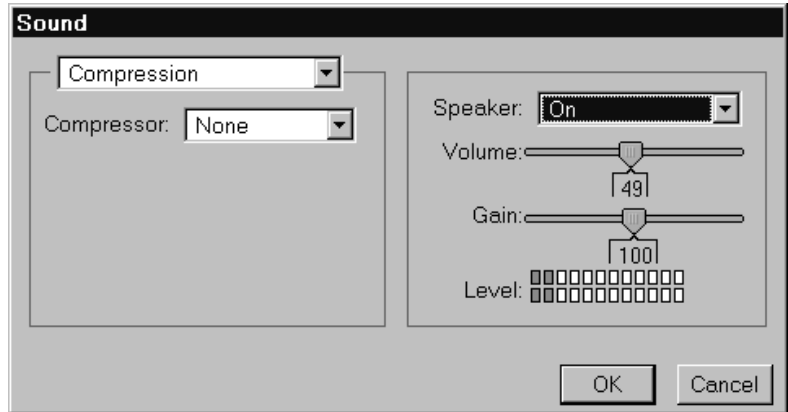 Sound
Compression
Compressor: None
Speaker: On
Volume:
49
Gain:
100
Level:
OK Cancel